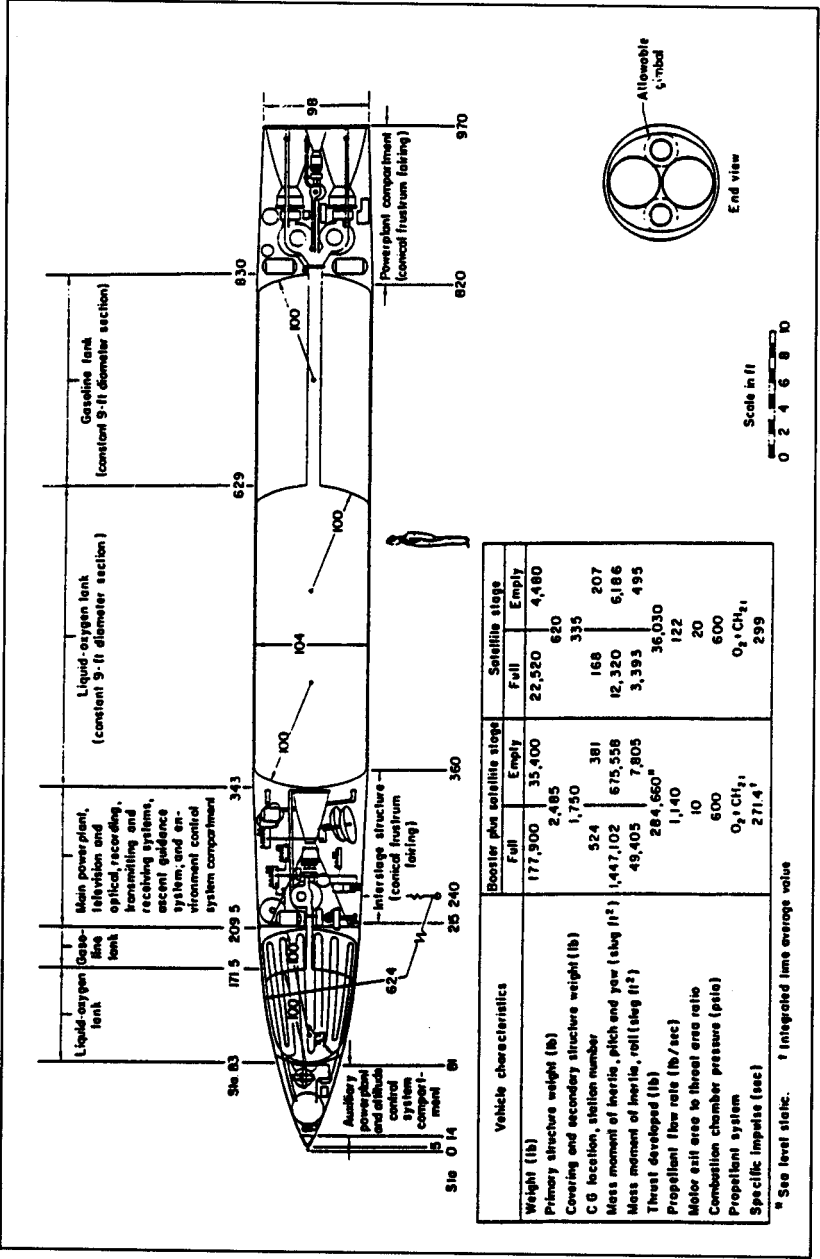 Liquid-oxygen
tank
Gaso-
line
tank
Main powerplant,
television and
optical, recording,
transmitting and
receiving systems,
ascent guidance
system; and en-
vironment control
system compartment
Liquid-oxygen tank
(constant 9-ft diameter section)
Gasoline tank
(constant 9-ft diameter section)
Sta 83
171 5
209 5
343
629
830
100
100
35
100
104
100
100
98
624
Auxiliary
powerplant
and attitude
control
system
compart-
ment
Interstage structure
(conical frustrum
fairing)
Powerplant compartment
(conical frustrum fairing)
Sta
0
5
14
81
215
240
360
820
970
Vehicle characteristics
Booster plus satellite stage
Satellite stage
Full Empty Full Empty
Weight (lb) 177,900 35,400 22,520 4,480
Primary structure weight (lb) 2,485 620
Covering and secondary structure weight (lb) 1,750 335
C G location, station number 524 381 168 207
Mass moment of inertia, pitch and yaw (slug ft²) 1,447,102 675,558 12,320 6,186
Mass moment of inertia, roll (slug ft²) 49,405 7,805 3,393 495
Thrust developed (lb) 284,660* 36,030
Propellant flow rate (lb/sec) 1,140 122
Motor exit area to throat area ratio 10 20
Combustion chamber pressure (psia) 600 600
Propellant system O₂+CH₂₁ O₂+CH₂₁
Specific impulse (sec) 271.4† 299
* Sea level static. † Integrated time average value
Scale in ft
0 2 4 6 8 10
Allowable
gimbal
End view